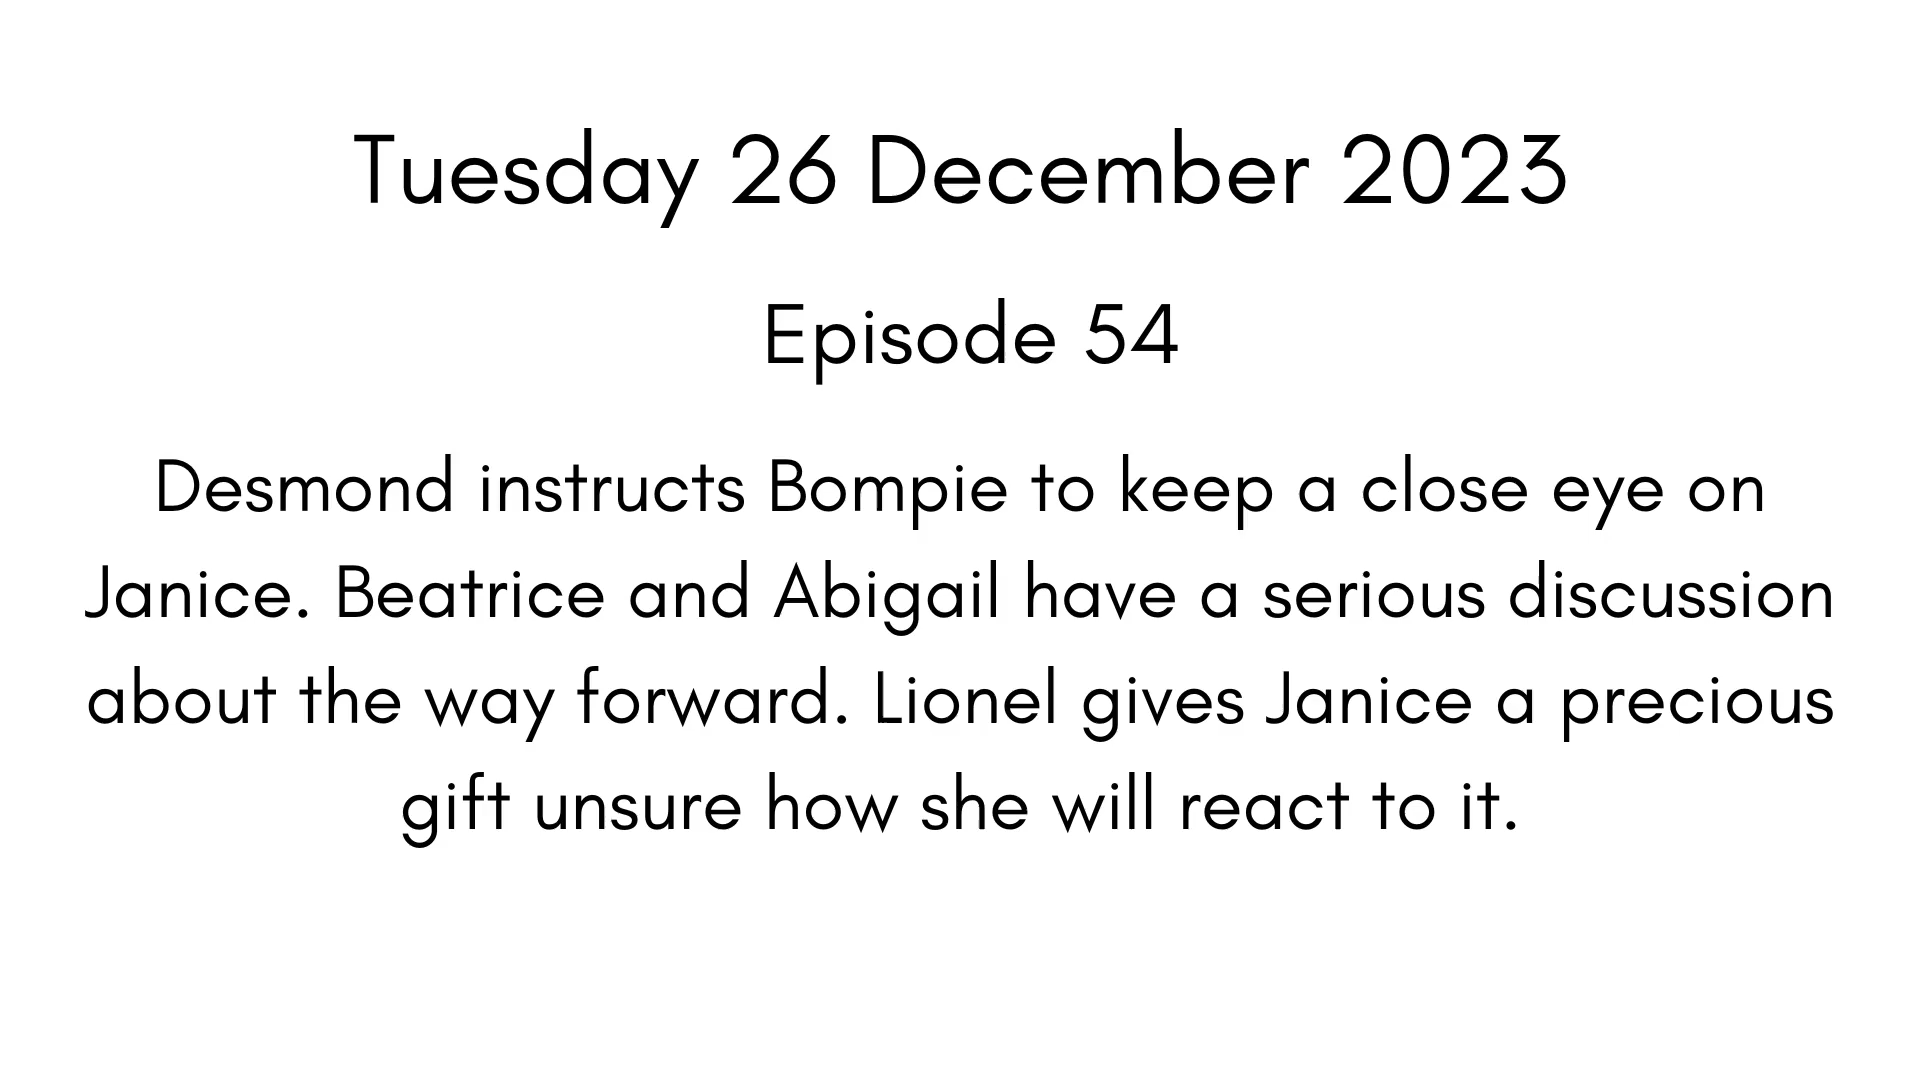 Tuesday 26 December 2023
Episode 54
Desmond instructs Bompie to keep a close eye on
Janice. Beatrice and Abigail have a serious discussion
about the way forward. Lionel gives Janice a precious
gift unsure how she will react to it.